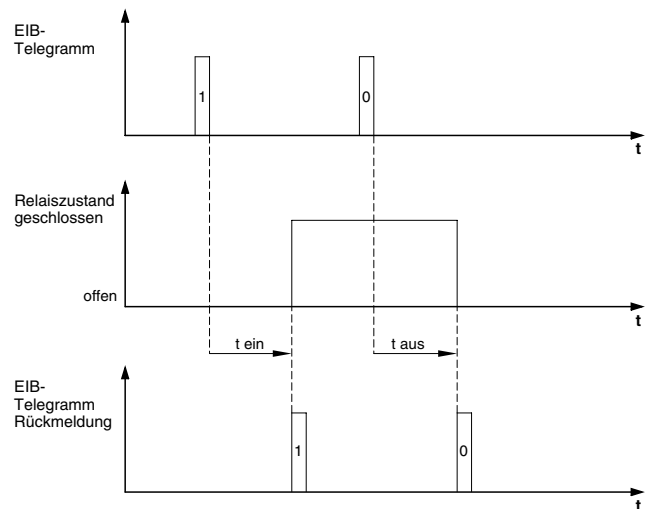 EIB-
Telegramm
1
0
t
Relaiszustand
geschlossen
offen
t
t ein
t aus
EIB-
Telegramm
Rückmeldung
1
0
t